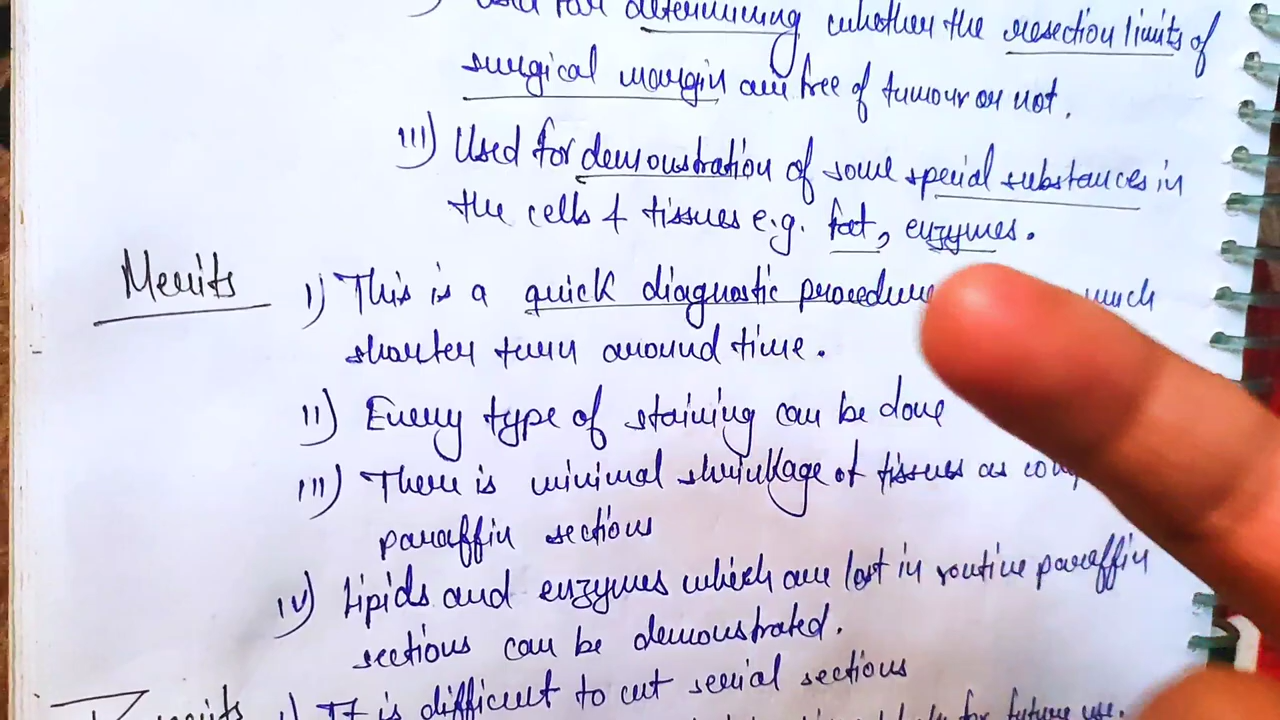 determining whether the resection limits of
surgical margin are free of tumour or not.
III) Used for demonstration of some special substances in
the cells & tissues e.g. fat, enzymes.
Merits I) This is a quick diagnostic procedure much
shorter turn around time.
II) Every type of staining can be done
III) There is minimal shrinkage of tissues as
paraffin sections
IV) Lipids and enzymes which are lost in routine paraffin
sections can be demonstrated.
I) It is difficult to cut serial sections
for future use.